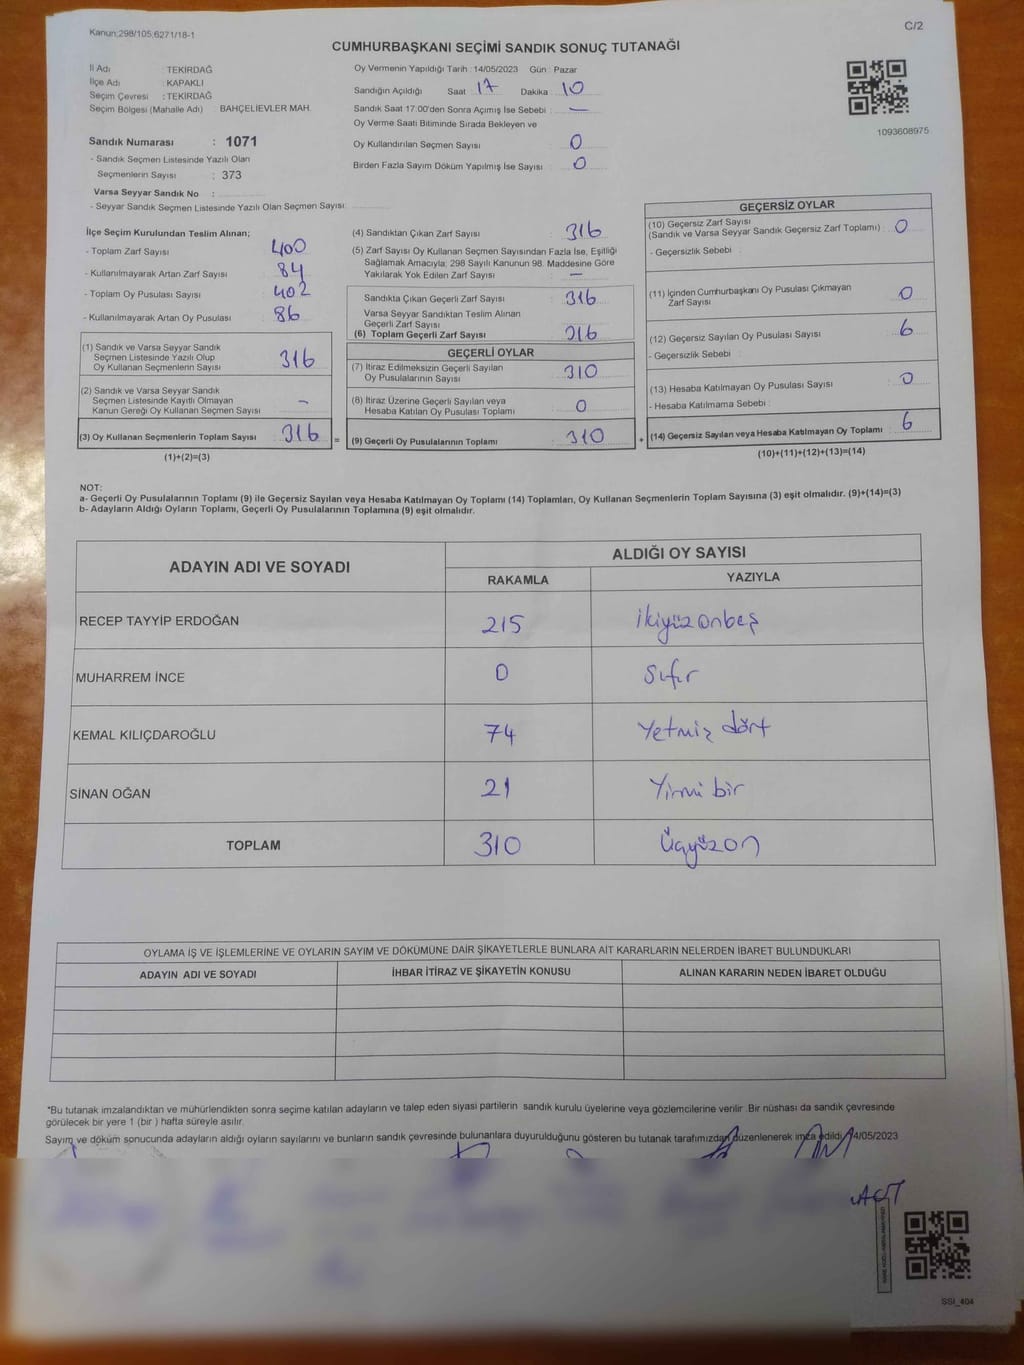 Kanun:298/105,6271/18-1
C/2
CUMHURBAŞKANI SEÇİMİ SANDIK SONUÇ TUTANAĞI
İl Adı : TEKİRDAĞ
İlçe Adı : KAPAKLI
Seçim Çevresi : TEKİRDAĞ
Seçim Bölgesi (Mahalle Adı) BAHÇELİEVLER MAH.
Sandık Numarası : 1071
- Sandık Seçmen Listesinde Yazılı Olan
Seçmenlerin Sayısı : 373
Varsa Seyyar Sandık No :
- Seyyar Sandık Seçmen Listesinde Yazılı Olan Seçmen Sayısı:
Oy Vermenin Yapıldığı Tarih :14/05/2023 Gün : Pazar
Sandığın Açıldığı Saat 17 Dakika 10
Sandık Saat 17:00'den Sonra Açımış İse Sebebi : —
Oy Verme Saati Bitiminde Sırada Bekleyen ve
Oy Kullandırılan Seçmen Sayısı : 0
Birden Fazla Sayım Döküm Yapılmış İse Sayısı : 0
1093608975
İlçe Seçim Kurulundan Teslim Alınan;
- Toplam Zarf Sayısı : 400
- Kullanılmayarak Artan Zarf Sayısı : 84
- Toplam Oy Pusulası Sayısı : 402
- Kullanılmayarak Artan Oy Pusulası : 86
(1) Sandık ve Varsa Seyyar Sandık
Seçmen Listesinde Yazılı Olup
Oy Kullanan Seçmenlerin Sayısı : 316
(2) Sandık ve Varsa Seyyar Sandık
Seçmen Listesinde Kayıtlı Olmayan
Kanun Gereği Oy Kullanan Seçmen Sayısı : -
(3) Oy Kullanan Seçmenlerin Toplam Sayısı : 316 =
(1)+(2)=(3)
(4) Sandıktan Çıkan Zarf Sayısı : 316
(5) Zarf Sayısı Oy Kullanan Seçmen Sayısından Fazla İse, Eşitliği
Sağlamak Amacıyla; 298 Sayılı Kanunun 98. Maddesine Göre
Yakılarak Yok Edilen Zarf Sayısı : —
Sandıkta Çıkan Geçerli Zarf Sayısı : 316
Varsa Seyyar Sandıktan Teslim Alınan
Geçerli Zarf Sayısı
(6) Toplam Geçerli Zarf Sayısı : 316
GEÇERLİ OYLAR
(7) İtiraz Edilmeksizin Geçerli Sayılan
Oy Pusulalarının Sayısı : 310
(8) İtiraz Üzerine Geçerli Sayılan veya
Hesaba Katılan Oy Pusulası Toplamı : 0
(9) Geçerli Oy Pusulalarının Toplamı : 310 +
GEÇERSİZ OYLAR
(10) Geçersiz Zarf Sayısı
(Sandık ve Varsa Seyyar Sandık Geçersiz Zarf Toplamı) : 0
- Geçersizlik Sebebi :
(11) İçinden Cumhurbaşkanı Oy Pusulası Çıkmayan
Zarf Sayısı : 0
(12) Geçersiz Sayılan Oy Pusulası Sayısı : 6
- Geçersizlik Sebebi :
(13) Hesaba Katılmayan Oy Pusulası Sayısı : 0
- Hesaba Katılmama Sebebi :
(14) Geçersiz Sayılan veya Hesaba Katılmayan Oy Toplamı : 6
(10)+(11)+(12)+(13)=(14)
NOT:
a- Geçerli Oy Pusulalarının Toplamı (9) ile Geçersiz Sayılan veya Hesaba Katılmayan Oy Toplamı (14) Toplamları, Oy Kullanan Seçmenlerin Toplam Sayısına (3) eşit olmalıdır. (9)+(14)=(3)
b- Adayların Aldığı Oyların Toplamı, Geçerli Oy Pusulalarının Toplamına (9) eşit olmalıdır.
ADAYIN ADI VE SOYADI ALDIĞI OY SAYISI
RAKAMLA YAZIYLA
RECEP TAYYİP ERDOĞAN 215 ikiyüzonbeş
MUHARREM İNCE 0 Sıfır
KEMAL KILIÇDAROĞLU 74 Yetmiş dört
SİNAN OĞAN 21 Yirmi bir
TOPLAM 310 Üçyüzon
OYLAMA İŞ VE İŞLEMLERİNE VE OYLARIN SAYIM VE DÖKÜMÜNE DAİR ŞİKAYETLERLE BUNLARA AİT KARARLARIN NELERDEN İBARET BULUNDUKLARI
ADAYIN ADI VE SOYADI İHBAR İTİRAZ VE ŞİKAYETİN KONUSU ALINAN KARARIN NEDEN İBARET OLDUĞU
*Bu tutanak imzalandıktan ve mühürlendikten sonra seçime katılan adayların ve talep eden siyasi partilerin sandık kurulu üyelerine veya gözlemcilerine verilir. Bir nüshası da sandık çevresinde
görülecek bir yere 1 (bir ) hafta süreyle asılır.
Sayım ve döküm sonucunda adayların aldığı oyların sayılarını ve bunların sandık çevresinde bulunanlara duyurulduğunu gösteren bu tutanak tarafımızdan düzenlenerek imza edildi. 14/05/2023
SSI_404